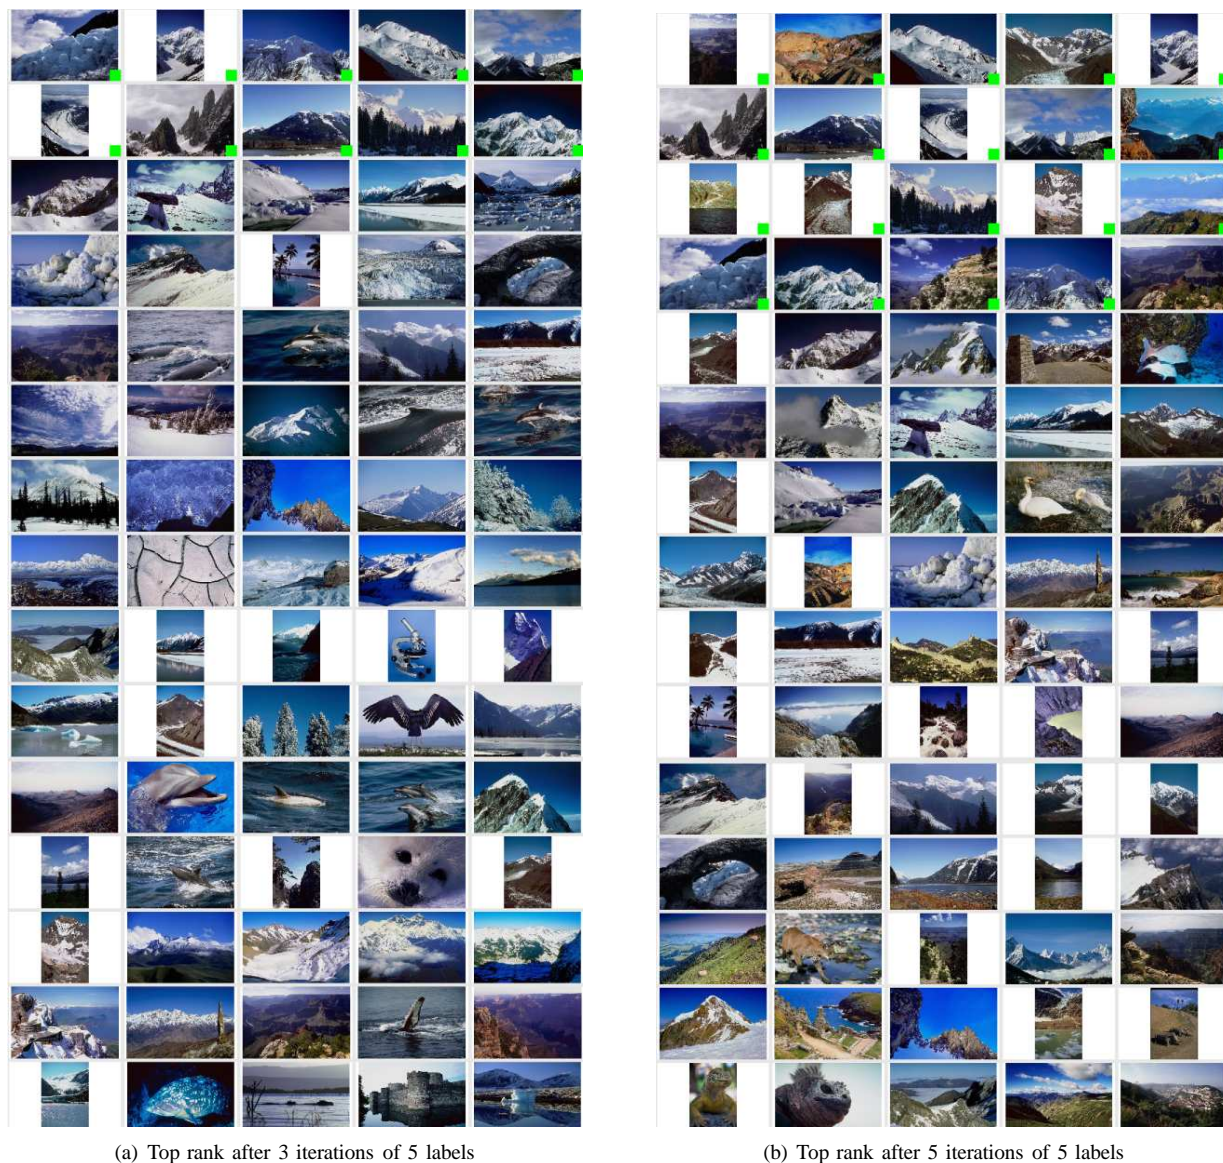 (a) Top rank after 3 iterations of 5 labels
(b) Top rank after 5 iterations of 5 labels